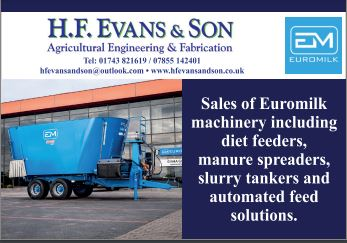 H.F. EVANS & SON
Agricultural Engineering & Fabrication
Tel: 01743 821619 / 07855 142401
hfevansandson@outlook.com • www.hfevansandson.co.uk
EM
EUROMILK
EM
Sales of Euromilk
machinery including
diet feeders,
manure spreaders,
slurry tankers and
automated feed
solutions.